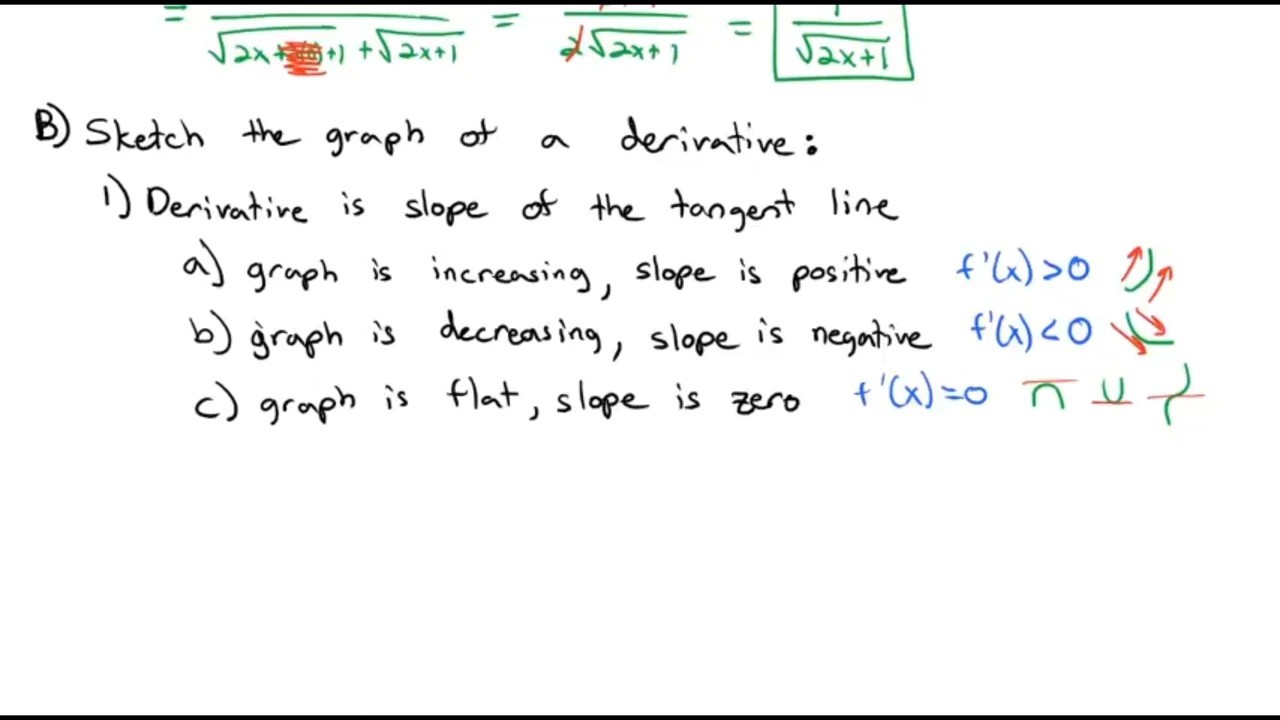 = / √2x+ +1 + √2x+1 = / 2√2x+1 = 1/√2x+1
B) Sketch the graph of a derivative:
1) Derivative is slope of the tangent line
a) graph is increasing, slope is positive f'(x) > 0
b) graph is decreasing, slope is negative f'(x) < 0
c) graph is flat, slope is zero f'(x) = 0